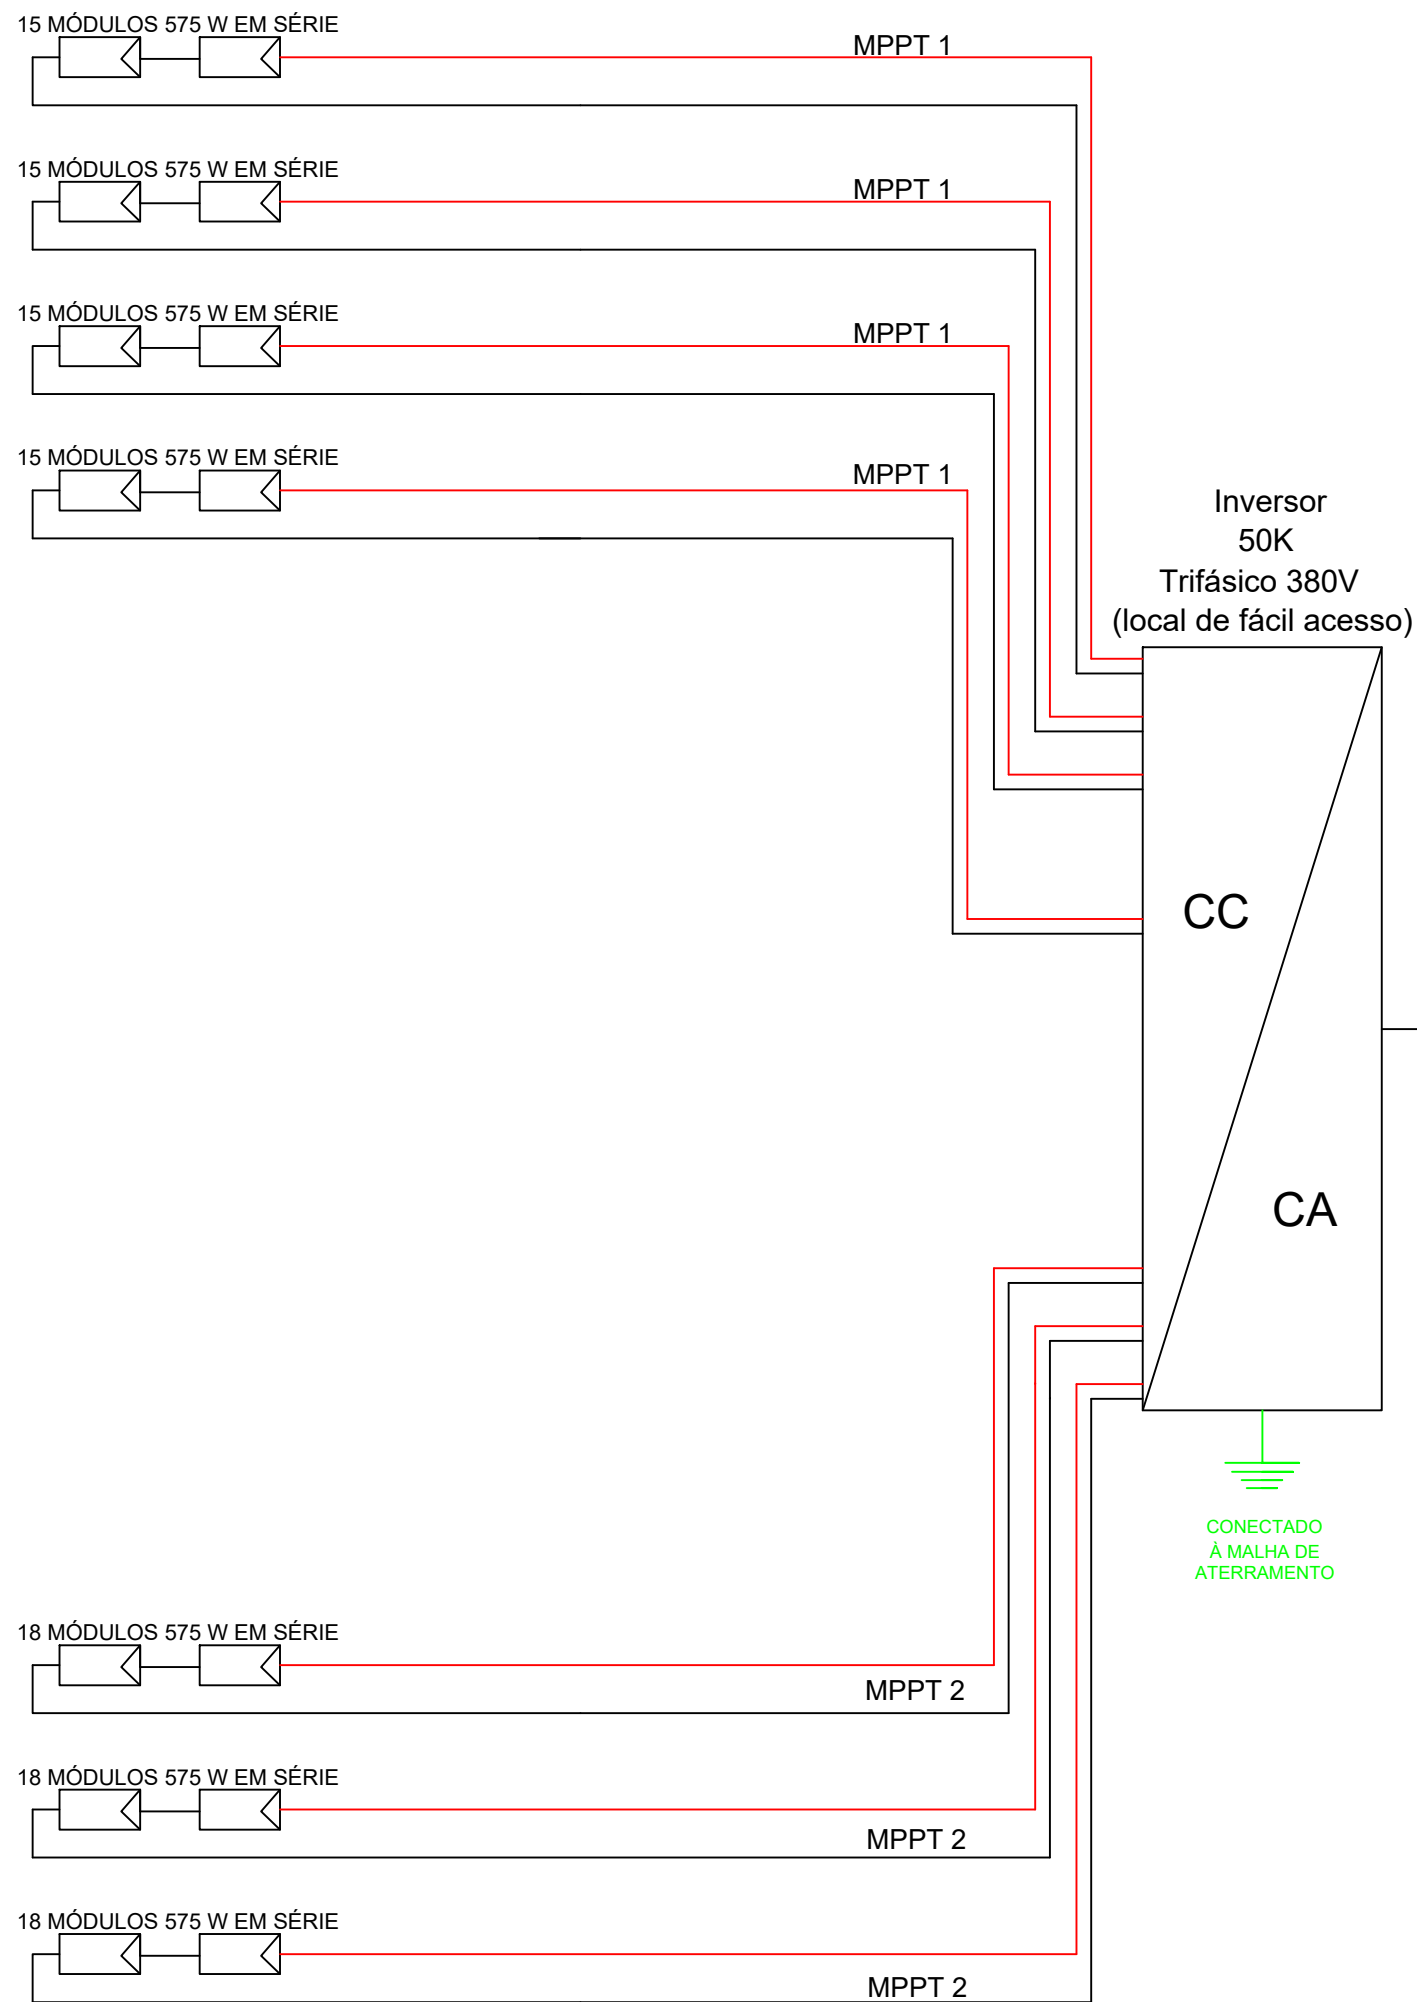 15 MÓDULOS 575 W EM SÉRIE
MPPT 1
15 MÓDULOS 575 W EM SÉRIE
MPPT 1
15 MÓDULOS 575 W EM SÉRIE
MPPT 1
15 MÓDULOS 575 W EM SÉRIE
MPPT 1
Inversor
50K
Trifásico 380V
(local de fácil acesso)
CC
CA
CONECTADO
À MALHA DE
ATERRAMENTO
18 MÓDULOS 575 W EM SÉRIE
MPPT 2
18 MÓDULOS 575 W EM SÉRIE
MPPT 2
18 MÓDULOS 575 W EM SÉRIE
MPPT 2